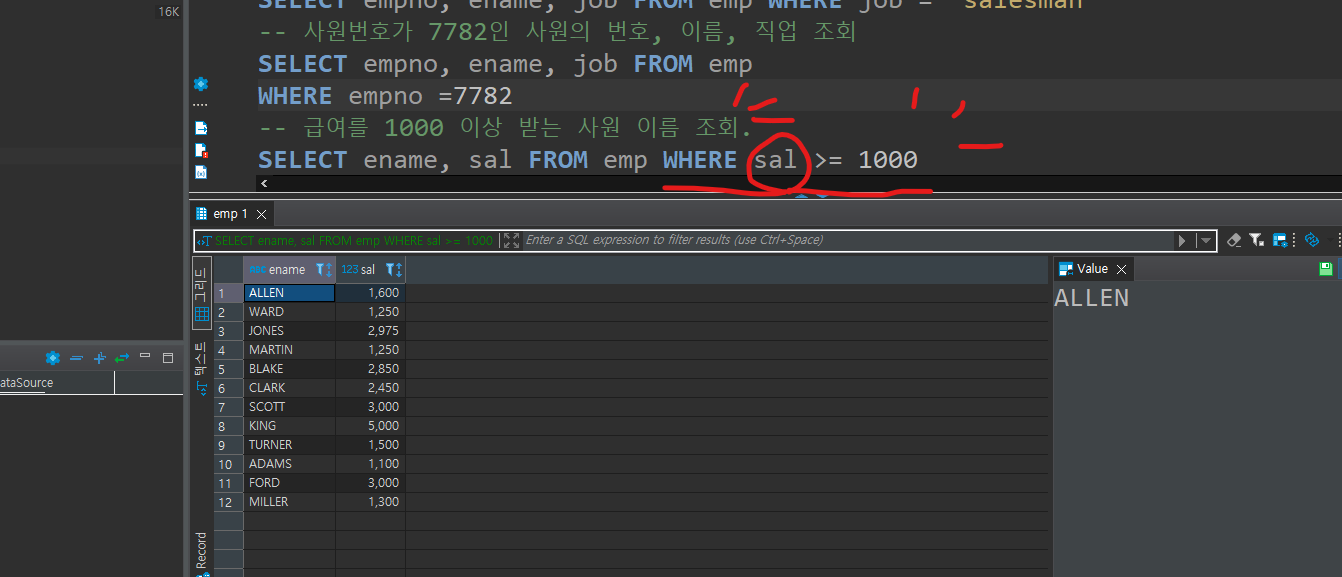 16K
SELECT empno, ename, job FROM emp WHERE job = 'salesman'
-- 사원번호가 7782인 사원의 번호, 이름, 직업 조회
SELECT empno, ename, job FROM emp
WHERE empno =7782
-- 급여를 1000 이상 받는 사원 이름 조회.
SELECT ename, sal FROM emp WHERE sal >= 1000
emp 1
SELECT ename, sal FROM emp WHERE sal >= 1000
Enter a SQL expression to filter results (use Ctrl+Space)
그리드
텍스트
Record
ABC ename 123 sal
1 ALLEN 1,600
2 WARD 1,250
3 JONES 2,975
4 MARTIN 1,250
5 BLAKE 2,850
6 CLARK 2,450
7 SCOTT 3,000
8 KING 5,000
9 TURNER 1,500
10 ADAMS 1,100
11 FORD 3,000
12 MILLER 1,300
Value
ALLEN
ataSource